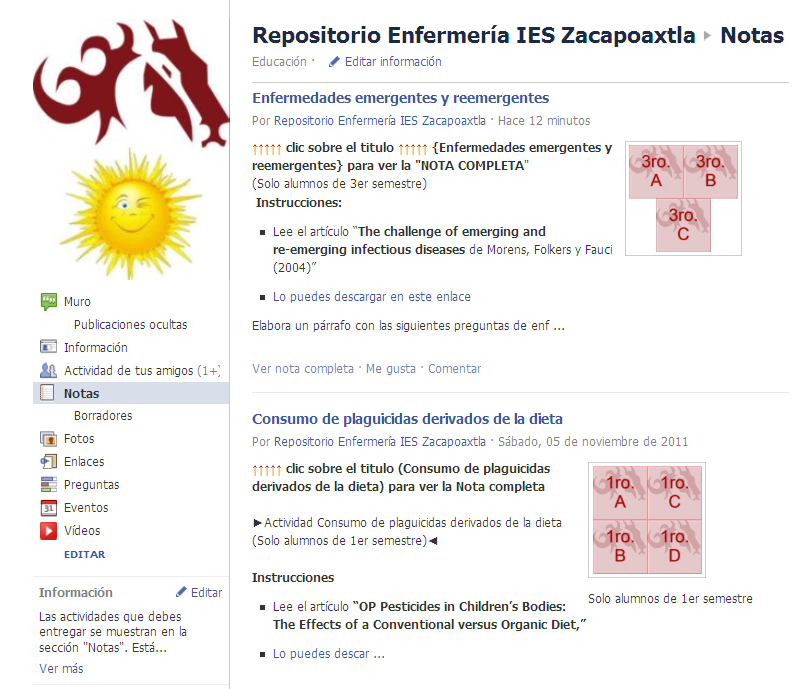 Repositorio Enfermería IES Zacapoaxtla ▸ Notas
Educación · Editar información
Muro
Publicaciones ocultas
Información
Actividad de tus amigos (1+)
Notas
Borradores
Fotos
Enlaces
Preguntas
Eventos
Vídeos
EDITAR
Información Editar
Las actividades que debes
entregar se muestran en la
sección "Notas". Está...
Ver más
Enfermedades emergentes y reemergentes
Por Repositorio Enfermería IES Zacapoaxtla · Hace 12 minutos
↑↑↑↑↑ clic sobre el titulo ↑↑↑↑↑ {Enfermedades emergentes y
reemergentes} para ver la "NOTA COMPLETA"
(Solo alumnos de 3er semestre)
Instrucciones:
▪ Lee el artículo “The challenge of emerging and
re-emerging infectious diseases de Morens, Folkers y Fauci
(2004)”
▪ Lo puedes descargar en este enlace
Elabora un párrafo con las siguientes preguntas de enf ...
3ro. 3ro.
A B
3ro.
C
Ver nota completa · Me gusta · Comentar
Consumo de plaguicidas derivados de la dieta
Por Repositorio Enfermería IES Zacapoaxtla · Sábado, 05 de noviembre de 2011
↑↑↑↑↑ clic sobre el titulo (Consumo de plaguicidas
derivados de la dieta) para ver la Nota completa
►Actividad Consumo de plaguicidas derivados de la dieta
(Solo alumnos de 1er semestre)◄
Instrucciones
▪ Lee el artículo “OP Pesticides in Children’s Bodies:
The Effects of a Conventional versus Organic Diet,”
▪ Lo puedes descar ...
1ro. 1ro.
A C
1ro. 1ro.
B D
Solo alumnos de 1er semestre